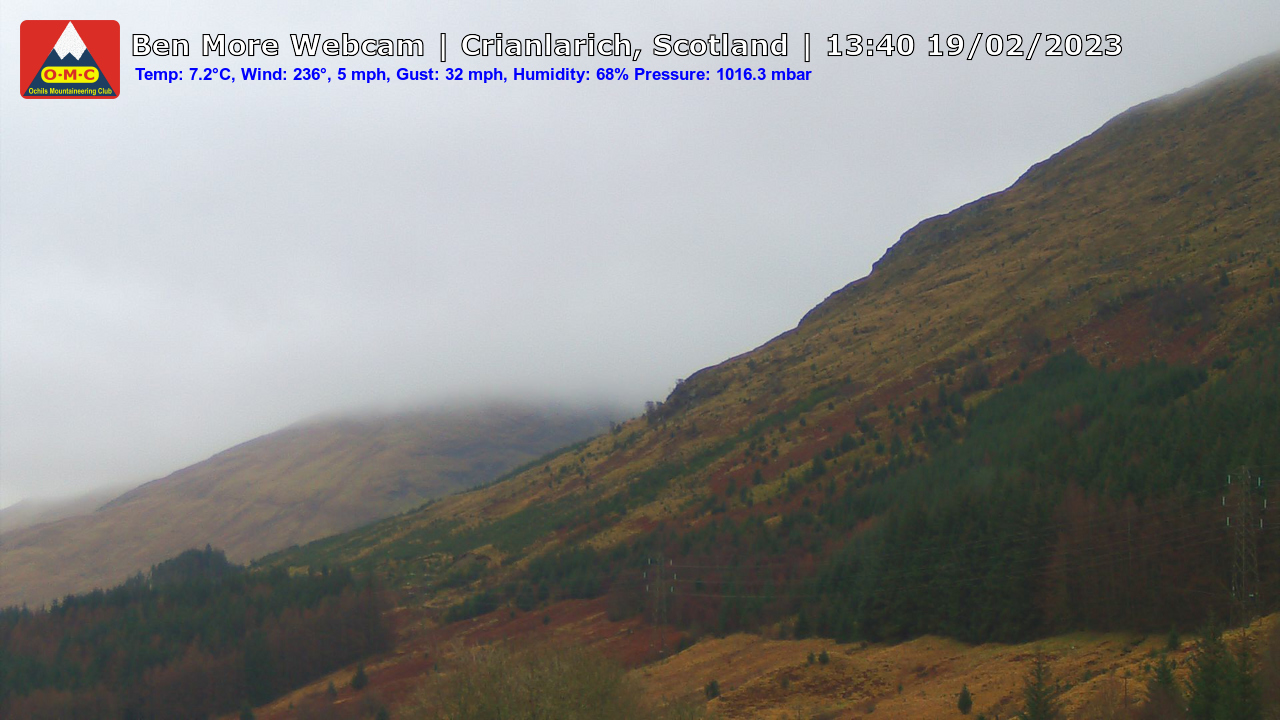 Ben More Webcam | Crianlarich, Scotland | 13:40 19/02/2023
Temp: 7.2°C, Wind: 236°, 5 mph, Gust: 32 mph, Humidity: 68% Pressure: 1016.3 mbar
O-M-C
Ochils Mountaineering Club